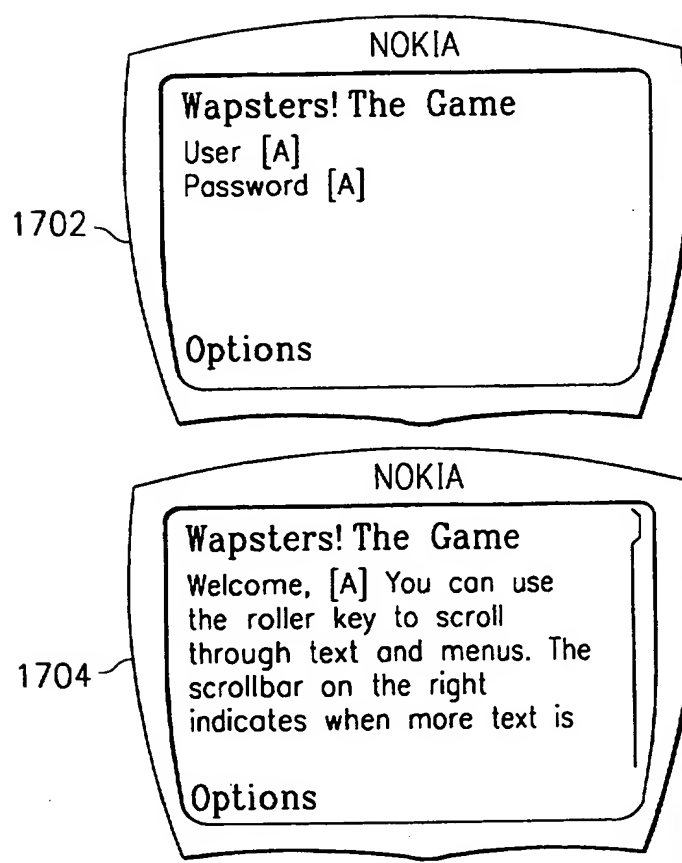 NOKIA
Wapsters! The Game
User [A]
Password [A]
1702
Options
NOKIA
Wapsters! The Game
Welcome, [A] You can use
the roller key to scroll
through text and menus. The
scrollbar on the right
indicates when more text is
1704
Options